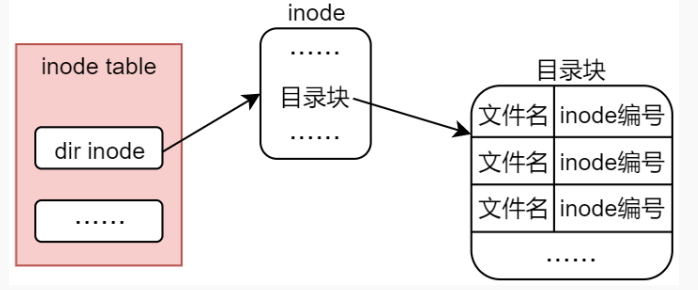 inode
inode table
……
目录块
……
dir inode
……
目录块
文件名 inode编号
文件名 inode编号
文件名 inode编号
……